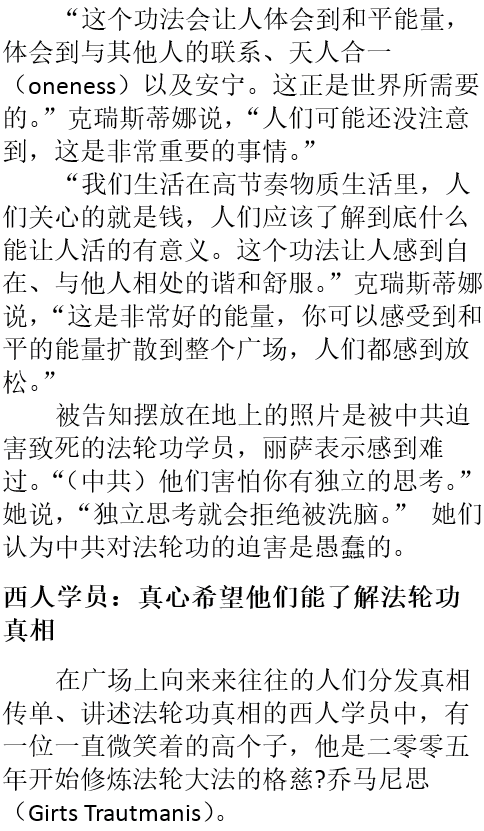 “这个功法会让人体会到和平能量，
体会到与其他人的联系、天人合一
（oneness）以及安宁。这正是世界所需要
的。”克瑞斯蒂娜说，“人们可能还没注意
到，这是非常重要的事情。”
“我们生活在高节奏物质生活里，人
们关心的就是钱，人们应该了解到底什么
能让人活的有意义。这个功法让人感到自
在、与他人相处的谐和舒服。”克瑞斯蒂娜
说，“这是非常好的能量，你可以感受到和
平的能量扩散到整个广场，人们都感到放
松。”
被告知摆放在地上的照片是被中共迫
害致死的法轮功学员，丽萨表示感到难
过。“（中共）他们害怕你有独立的思考。”
她说，“独立思考就会拒绝被洗脑。” 她们
认为中共对法轮功的迫害是愚蠢的。
西人学员：真心希望他们能了解法轮功
真相
在广场上向来来往往的人们分发真相
传单、讲述法轮功真相的西人学员中，有
一位一直微笑着的高个子，他是二零零五
年开始修炼法轮大法的格慈?乔马尼思
（Girts Trautmanis）。